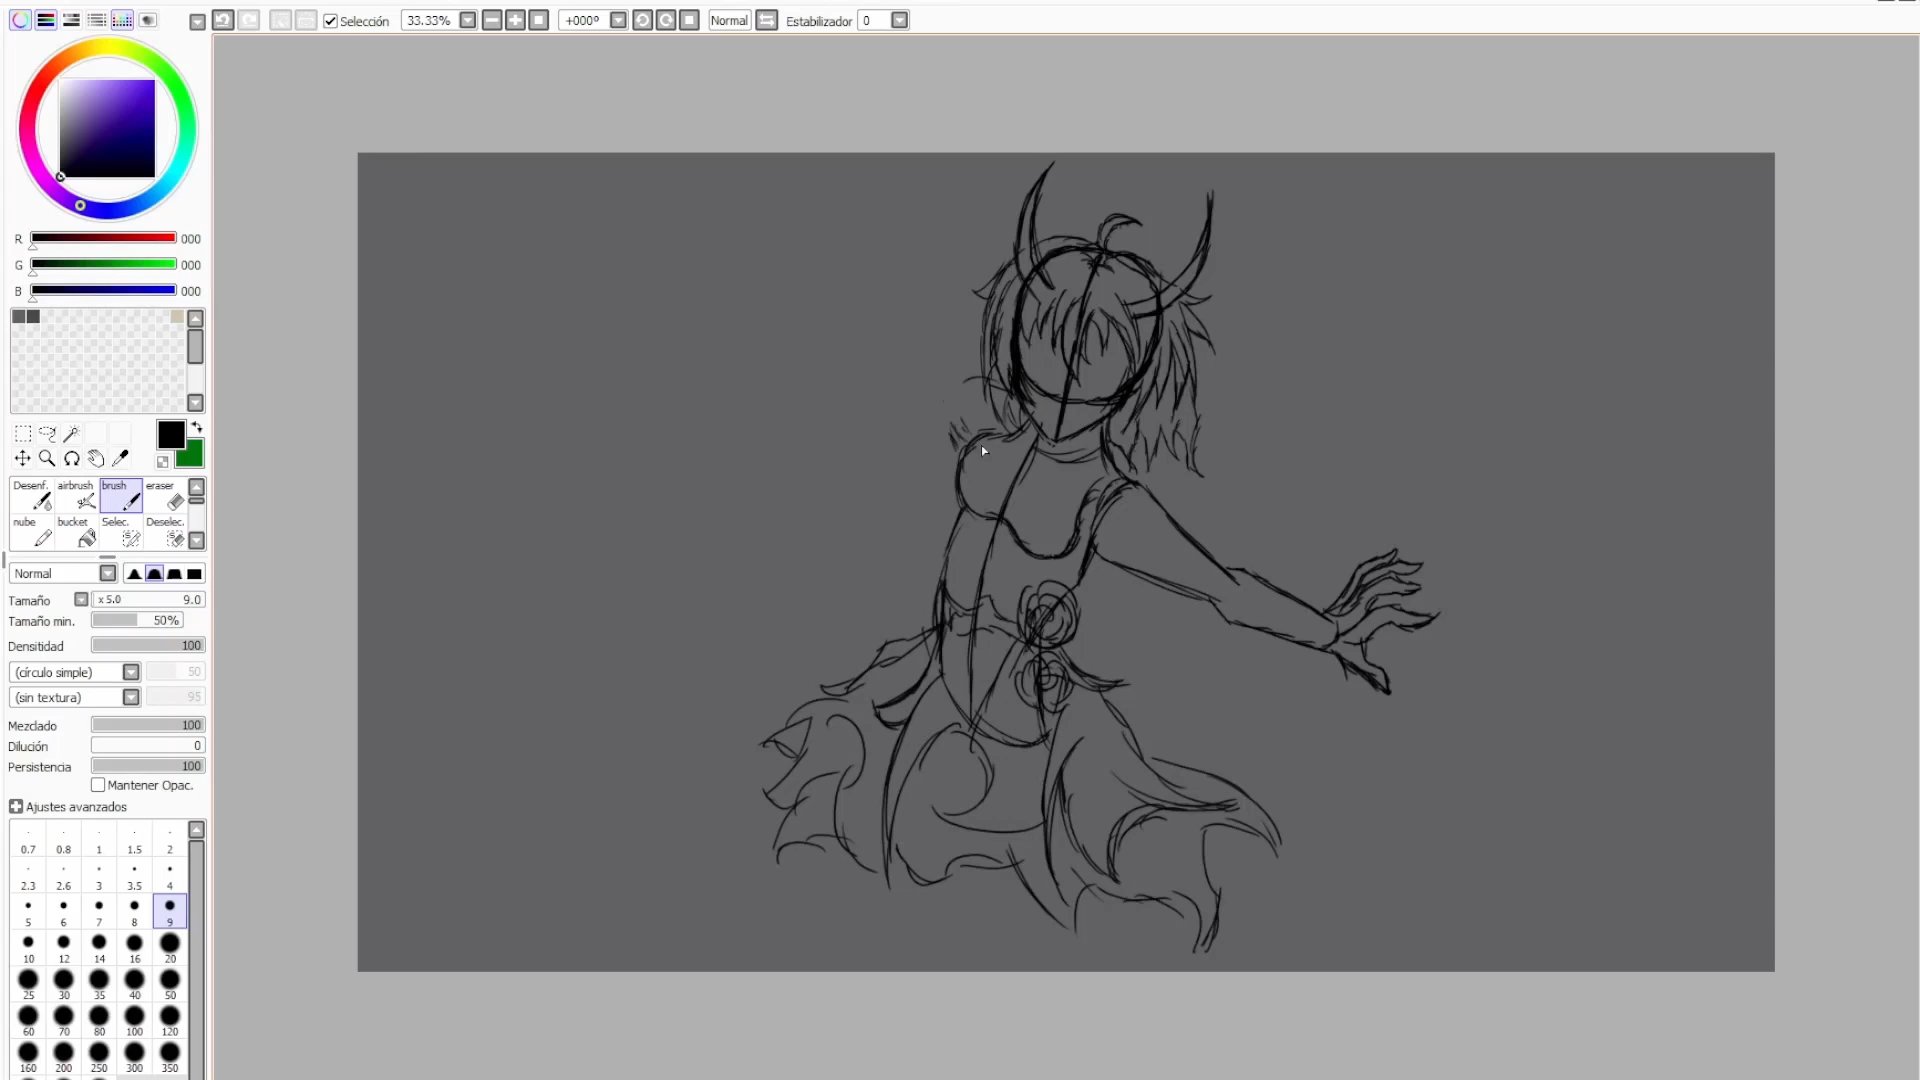 Selección 33.33% +000º Normal Estabilizador 0
R 000
G 000
B 000
Desenf. airbrush brush eraser
nube bucket Selec. Deselec.
Normal
Tamaño x 5.0 9.0
Tamaño min. 50%
Densitidad 100
(círculo simple) 50
(sin textura) 95
Mezclado 100
Dilución 0
Persistencia 100
Mantener Opac.
Ajustes avanzados
0.7 0.8 1 1.5 2
2.3 2.6 3 3.5 4
5 6 7 8 9
10 12 14 16 20
25 30 35 40 50
60 70 80 100 120
160 200 250 300 350